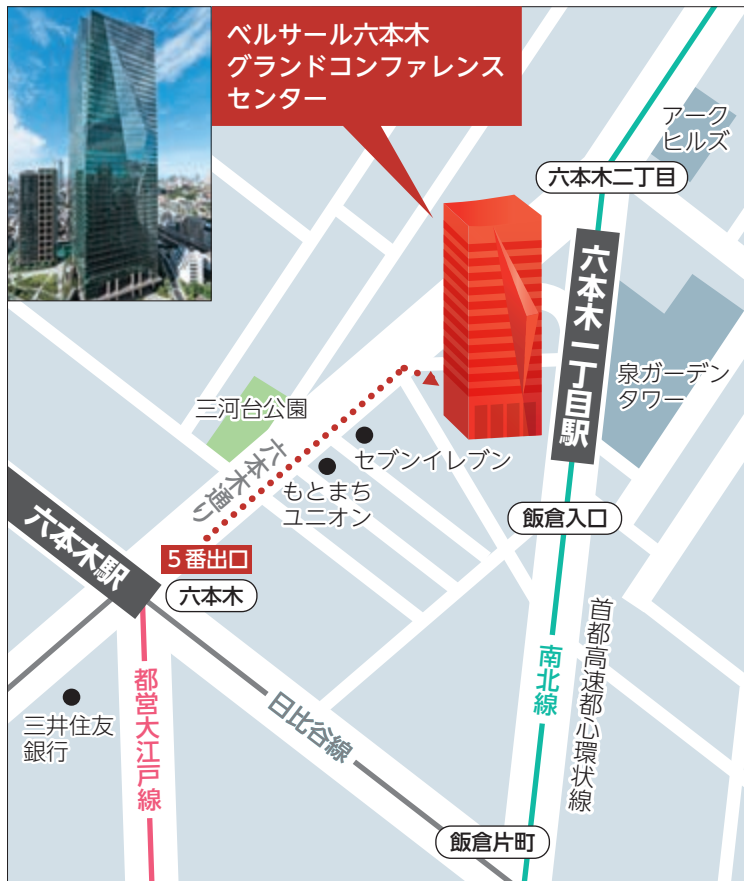 ベルサール六本木
グランドコンファレンス
センター
アーク
ヒルズ
六本木二丁目
六本木一丁目駅
泉ガーデン
タワー
三河台公園
六本木通り
セブンイレブン
もとまち
ユニオン
飯倉入口
六本木駅
5番出口
六本木
首都高速都心環状線
南北線
都営大江戸線
日比谷線
三井住友
銀行
飯倉片町